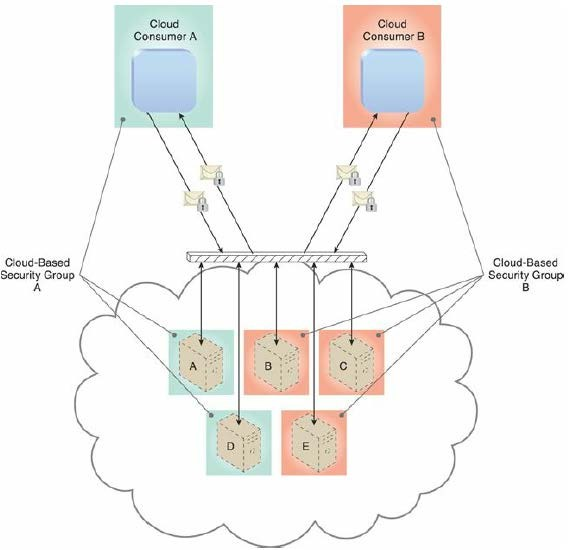 Cloud
Consumer A
Cloud
Consumer B
Cloud-Based
Security Group
A
Cloud-Based
Security Group
B
A
B
C
D
E